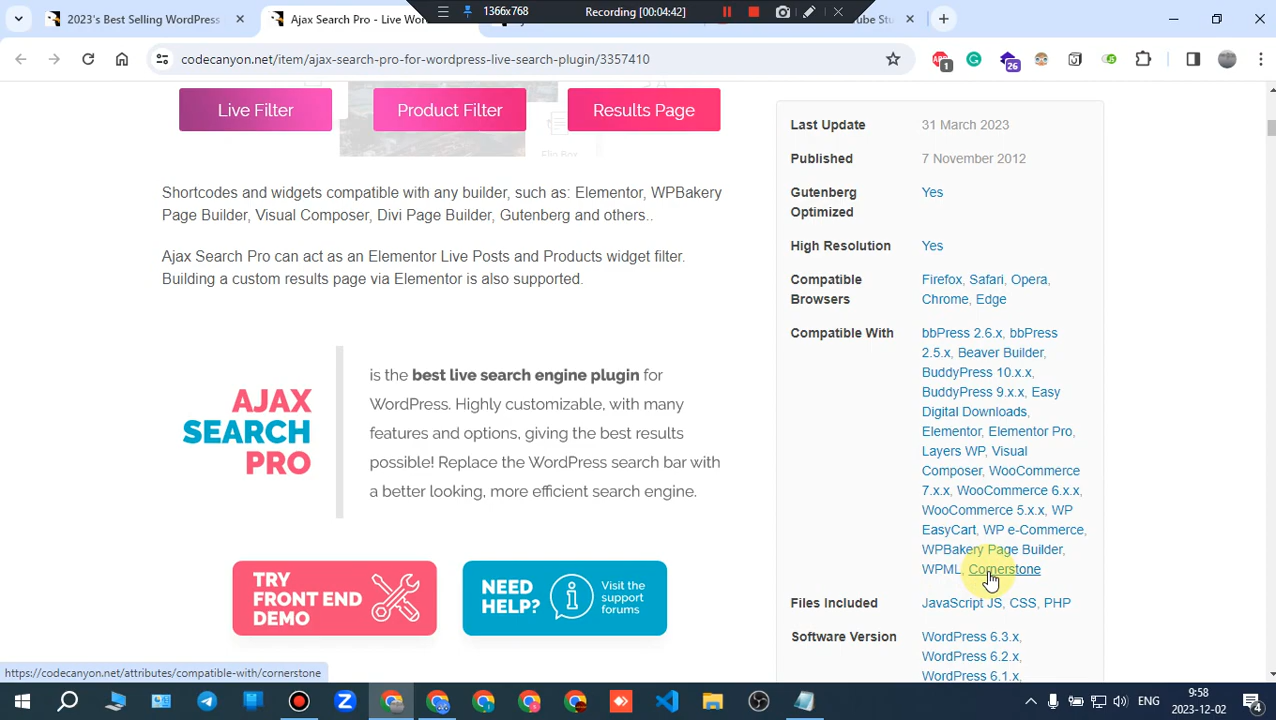 2023's Best Selling WordPress
Ajax Search Pro - Live Wor
1366x768
Recording [00:04:42]
ube Stu
codecanyon.net/item/ajax-search-pro-for-wordpress-live-search-plugin/3357410
1
26
Live Filter
Product Filter
Results Page
Flip Box
Shortcodes and widgets compatible with any builder, such as: Elementor, WPBakery
Page Builder, Visual Composer, Divi Page Builder, Gutenberg and others..
Ajax Search Pro can act as an Elementor Live Posts and Products widget filter.
Building a custom results page via Elementor is also supported.
AJAX
SEARCH
PRO
is the best live search engine plugin for
WordPress. Highly customizable, with many
features and options, giving the best results
possible! Replace the WordPress search bar with
a better looking, more efficient search engine.
TRY
FRONT END
DEMO
NEED
HELP?
Visit the
support
forums
Last Update 31 March 2023
Published 7 November 2012
Gutenberg Yes
Optimized
High Resolution Yes
Compatible Firefox, Safari, Opera,
Browsers Chrome, Edge
Compatible With bbPress 2.6.x, bbPress
2.5.x, Beaver Builder,
BuddyPress 10.x.x,
BuddyPress 9.x.x, Easy
Digital Downloads,
Elementor, Elementor Pro,
Layers WP, Visual
Composer, WooCommerce
7.x.x, WooCommerce 6.x.x,
WooCommerce 5.x.x, WP
EasyCart, WP e-Commerce,
WPBakery Page Builder,
WPML, Cornerstone
Files Included JavaScript JS, CSS, PHP
Software Version WordPress 6.3.x,
WordPress 6.2.x,
WordPress 6.1.x,
https://codecanyon.net/attributes/compatible-with/cornerstone
ENG
9:58
2023-12-02
4